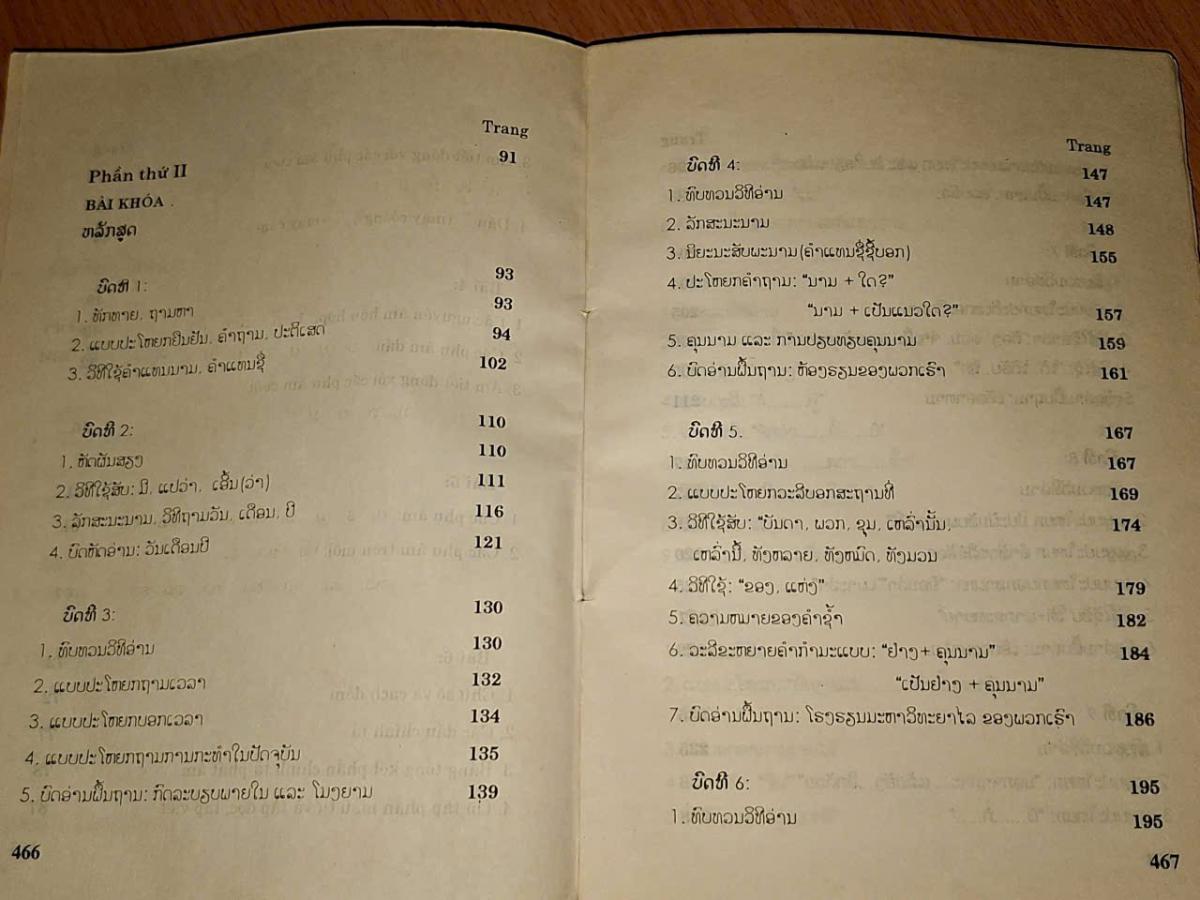 Trang
Phần thứ II 91
BÀI KHÓA
ຫລັກສູດ
ບົດທີ 1: 93
1. ທັກທາຍ, ຖາມຫາ 93
2. ແບບປະໂຫຍກຢືນຢັນ, ຄຳຖາມ, ປະຕິເສດ 94
3. ວິທີໃຊ້ຄຳແທນນາມ, ຄຳແທນຊື່ 102
ບົດທີ 2: 110
1. ຫັດຜັນສຽງ 110
2. ວິທີໃຊ້ສັບ: ມີ, ແປວ່າ, ເອີ້ນ(ວ່າ) 111
3. ລັກສະນະນາມ, ວິທີຖາມວັນ, ເດືອນ, ປີ 116
4. ບົດຫັດອ່ານ: ວັນເດືອນປີ 121
ບົດທີ 3: 130
1. ທົບທວນວິທີອ່ານ 130
2. ແບບປະໂຫຍກຖາມເວລາ 132
3. ແບບປະໂຫຍກບອກເວລາ 134
4. ແບບປະໂຫຍກຖາມການກະທຳໃນປັດຈຸບັນ 135
5. ບົດອ່ານຝຶ້ນຖານ: ກົດລະບຽບພາຍໃນ ແລະ ໂມງຍາມ 139
466
Trang
ບົດທີ 4: 147
1. ທົບທວນວິທີອ່ານ 147
2. ລັກສະນະນາມ 148
3. ນິຍະມະສັບພະນາມ(ຄຳແທນຊື່ຊີ້ບອກ) 155
4. ປະໂຫຍກຄຳຖາມ: "ນາມ + ໃດ?"
"ນາມ + ເປັນແນວໃດ?" 157
5. ຄຸນນາມ ແລະ ການປຽບທຽບຄຸນນາມ 159
6. ບົດອ່ານຝຶ້ນຖານ: ຫ້ອງຮຽນຂອງພວກເຮົາ 161
ບົດທີ 5. 167
1. ທົບທວນວິທີອ່ານ 167
2. ແບບປະໂຫຍກວະລີບອກສະຖານທີ່ 169
3. ວິທີໃຊ້ສັບ: "ບັນດາ, ພວກ, ຂຸມ, ເຫລົ່ານັ້ນ, 174
ເຫລົ່ານີ້, ທັງຫລາຍ, ທັງໝົດ, ທັງມວນ
4. ວິທີໃຊ້: "ຂອງ, ແຫ່ງ" 179
5. ຄວາມຫມາຍຂອງຄຳຊ້ຳ 182
6. ວະລີຂະຫຍາຍຄຳກຳມະແບບ: "ຢ່າງ+ ຄຸນນາມ" 184
"ເປັນຢ່າງ + ຄຸນນາມ"
7. ບົດອ່ານຝຶ້ນຖານ: ໂຮງຮຽນມະຫາວິທະຍາໄລ ຂອງພວກເຮົາ 186
ບົດທີ 6: 195
1. ທົບທວນວິທີອ່ານ 195
467